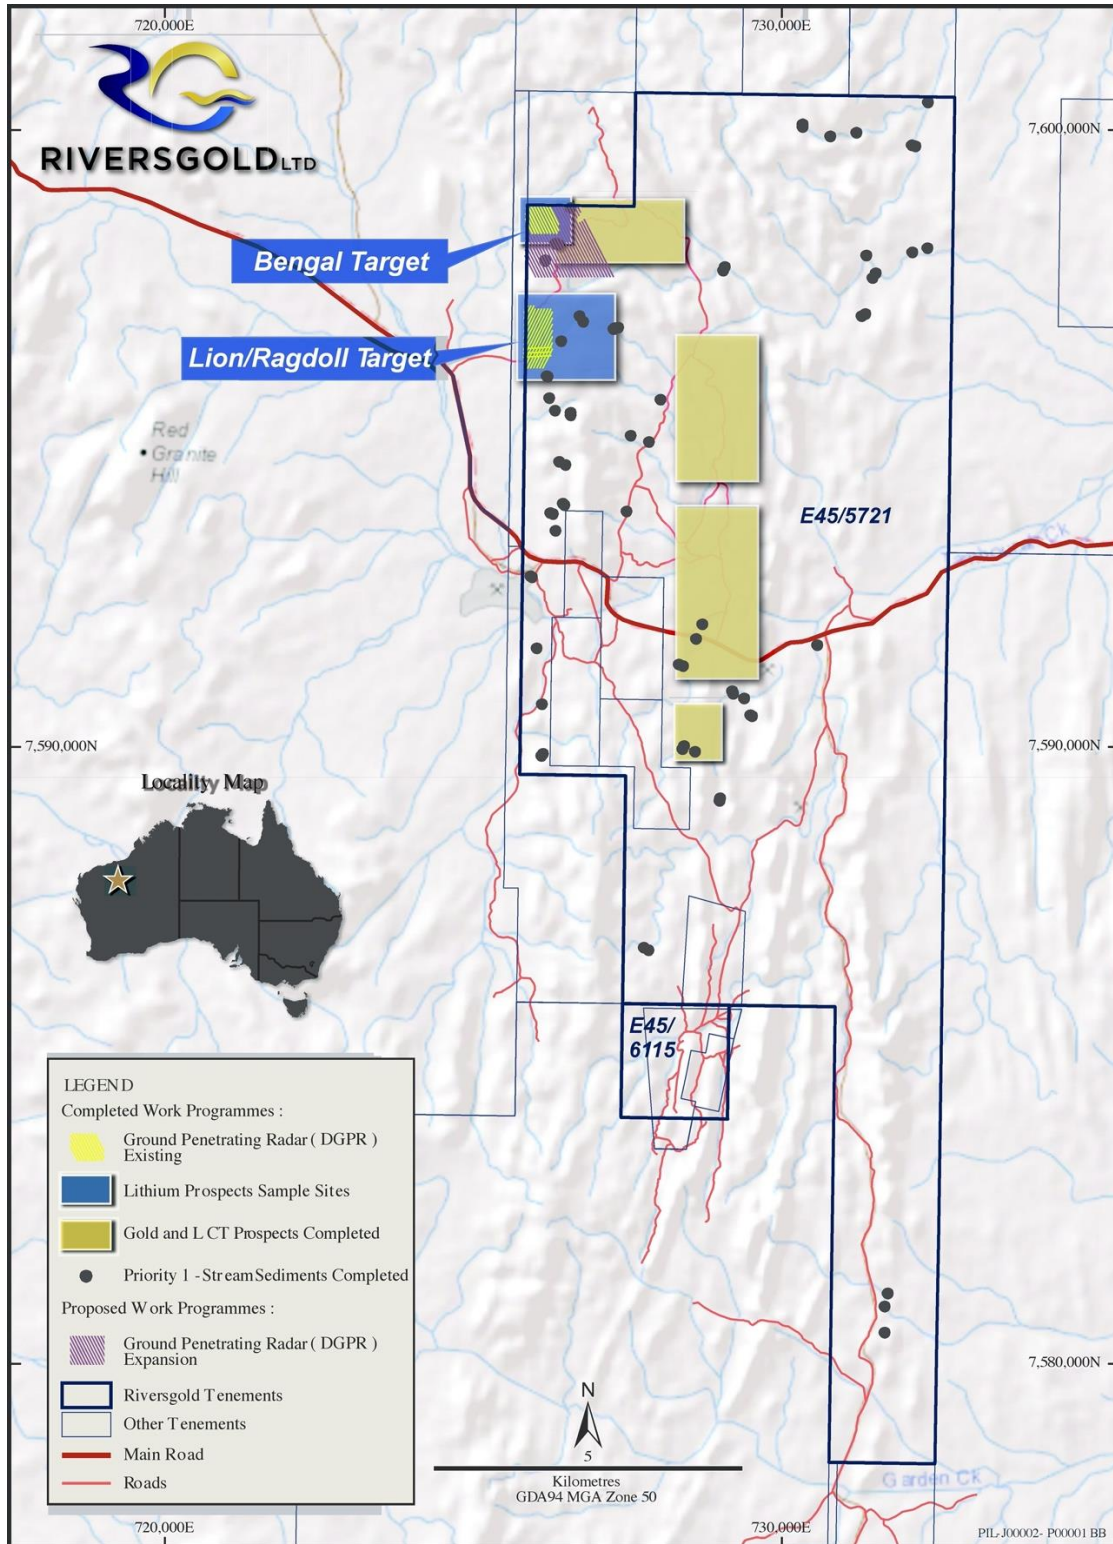 720,000E
730,000E
RIVERSGOLD LTD
7,600,000N
7,600,000N
Bengal Target
Lion/Ragdoll Target
Red
Granite
Hill
E45/5721
Ck
7,590,000N
7,590,000N
Locality Map
E45/
6115
LEGEND
Completed Work Programmes :
Ground Penetrating Radar ( DGPR )
Existing
Lithium Prospects Sample Sites
Gold and LCT Prospects Completed
Priority 1 - Stream Sediments Completed
Proposed Work Programmes :
Ground Penetrating Radar ( DGPR )
Expansion
Riversgold Tenements
Other Tenements
Main Road
Roads
7,580,000N
N
5
Kilometres
GDA94 MGA Zone 50
Garden Ck
720,000E
730,000E
PIL-J00002- P00001 BB